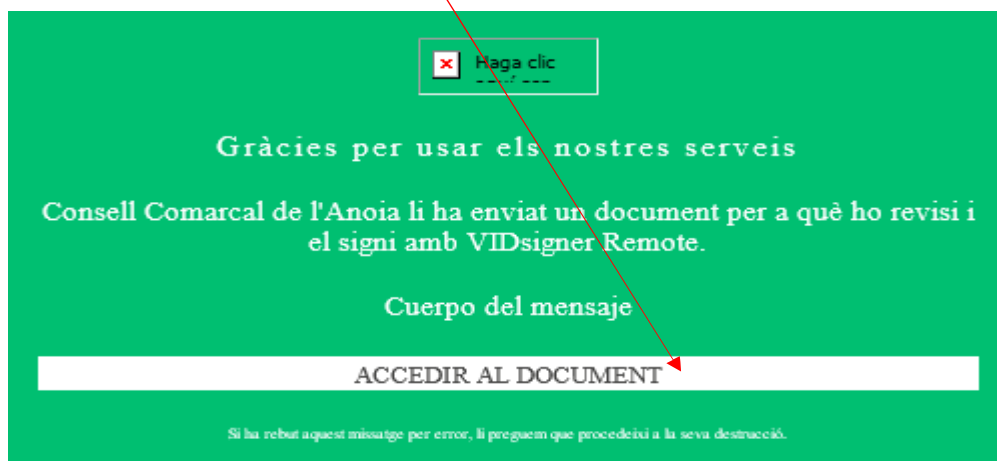 Haga clic
Gràcies per usar els nostres serveis
Consell Comarcal de l'Anoia li ha enviat un document per a què ho revisi i
el signi amb VIDsigner Remote.
Cuerpo del mensaje
ACCEDIR AL DOCUMENT
Si ha rebut aquest missatge per error, li preguem que procedeixi a la seva destrucció.